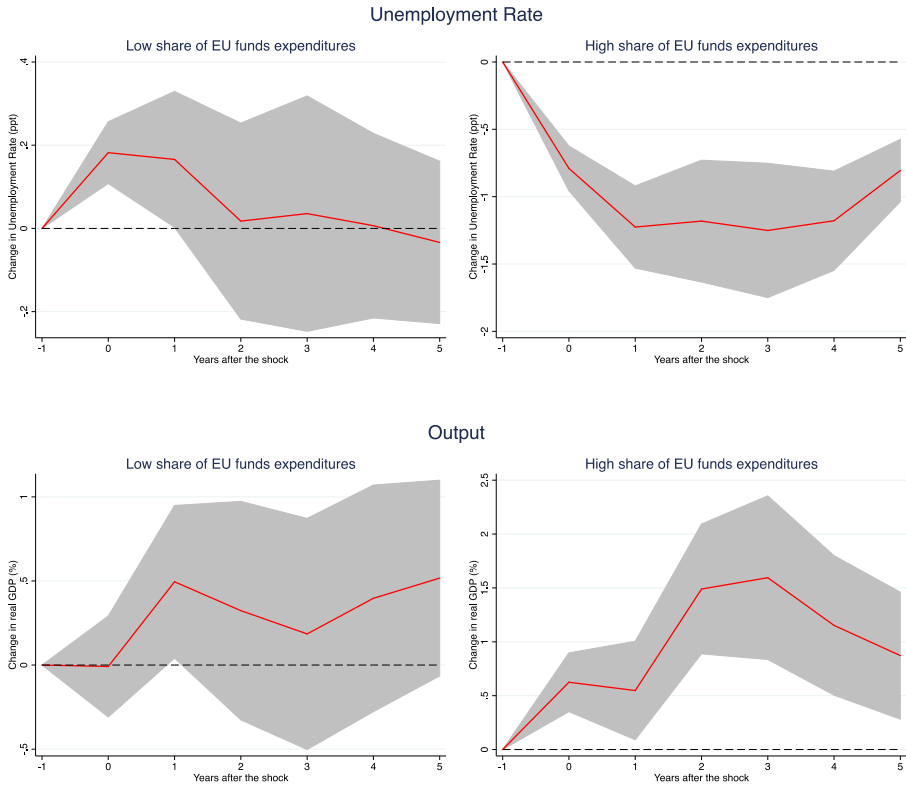 Unemployment Rate
Low share of EU funds expenditures
Change in Unemployment Rate (ppt)
.4
.2
0
-.2
-1 0 1 2 3 4 5
Years after the shock
High share of EU funds expenditures
Change in Unemployment Rate (ppt)
0
-.5
-1
-1.5
-2
-1 0 1 2 3 4 5
Years after the shock
Output
Low share of EU funds expenditures
Change in real GDP (%)
1
.5
0
-.5
-1 0 1 2 3 4 5
Years after the shock
High share of EU funds expenditures
Change in real GDP (%)
2.5
2
1.5
1
.5
0
-1 0 1 2 3 4 5
Years after the shock